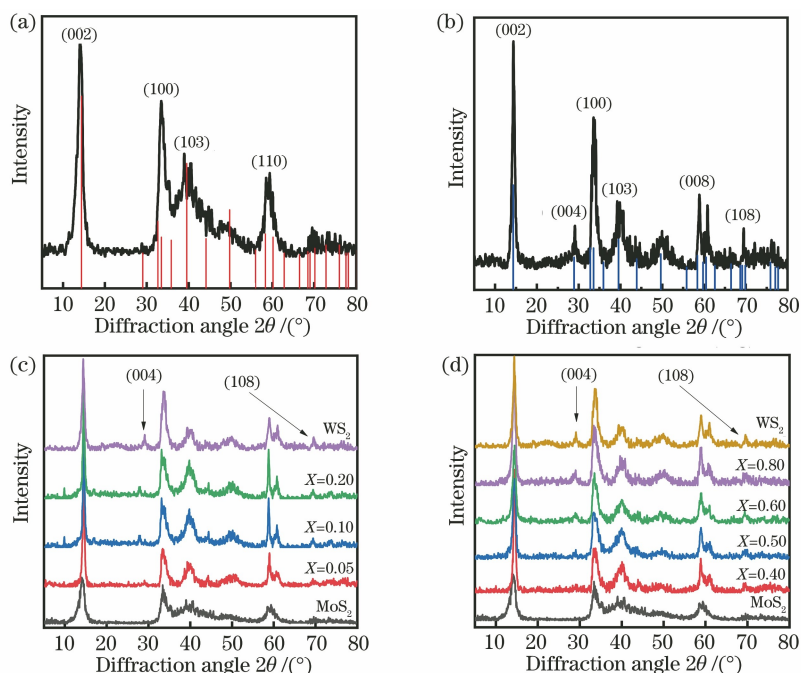 (a)
(002)
(100)
(103)
(110)
Intensity
10 20 30 40 50 60 70 80
Diffraction angle 2θ /(°)
(b)
(002)
(100)
(004)
(103)
(008)
(108)
Intensity
10 20 30 40 50 60 70 80
Diffraction angle 2θ /(°)
(c)
(004)
(108)
WS₂
X=0.20
X=0.10
X=0.05
MoS₂
Intensity
10 20 30 40 50 60 70 80
Diffraction angle 2θ /(°)
(d)
(004)
(108)
WS₂
X=0.80
X=0.60
X=0.50
X=0.40
MoS₂
Intensity
10 20 30 40 50 60 70 80
Diffraction angle 2θ /(°)